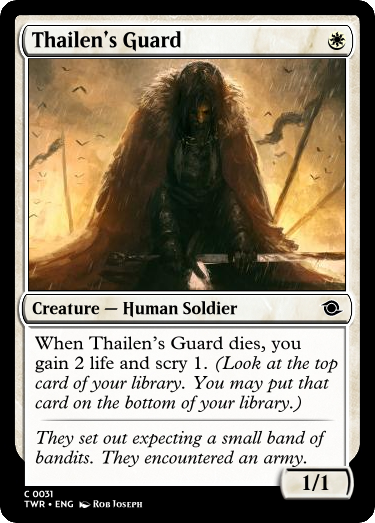 Thailen's Guard
Creature — Human Soldier
When Thailen's Guard dies, you
gain 2 life and scry 1. (Look at the top
card of your library. You may put that
card on the bottom of your library.)
They set out expecting a small band of
bandits. They encountered an army.
1/1
C 0031
TWR • ENG Rob Joseph